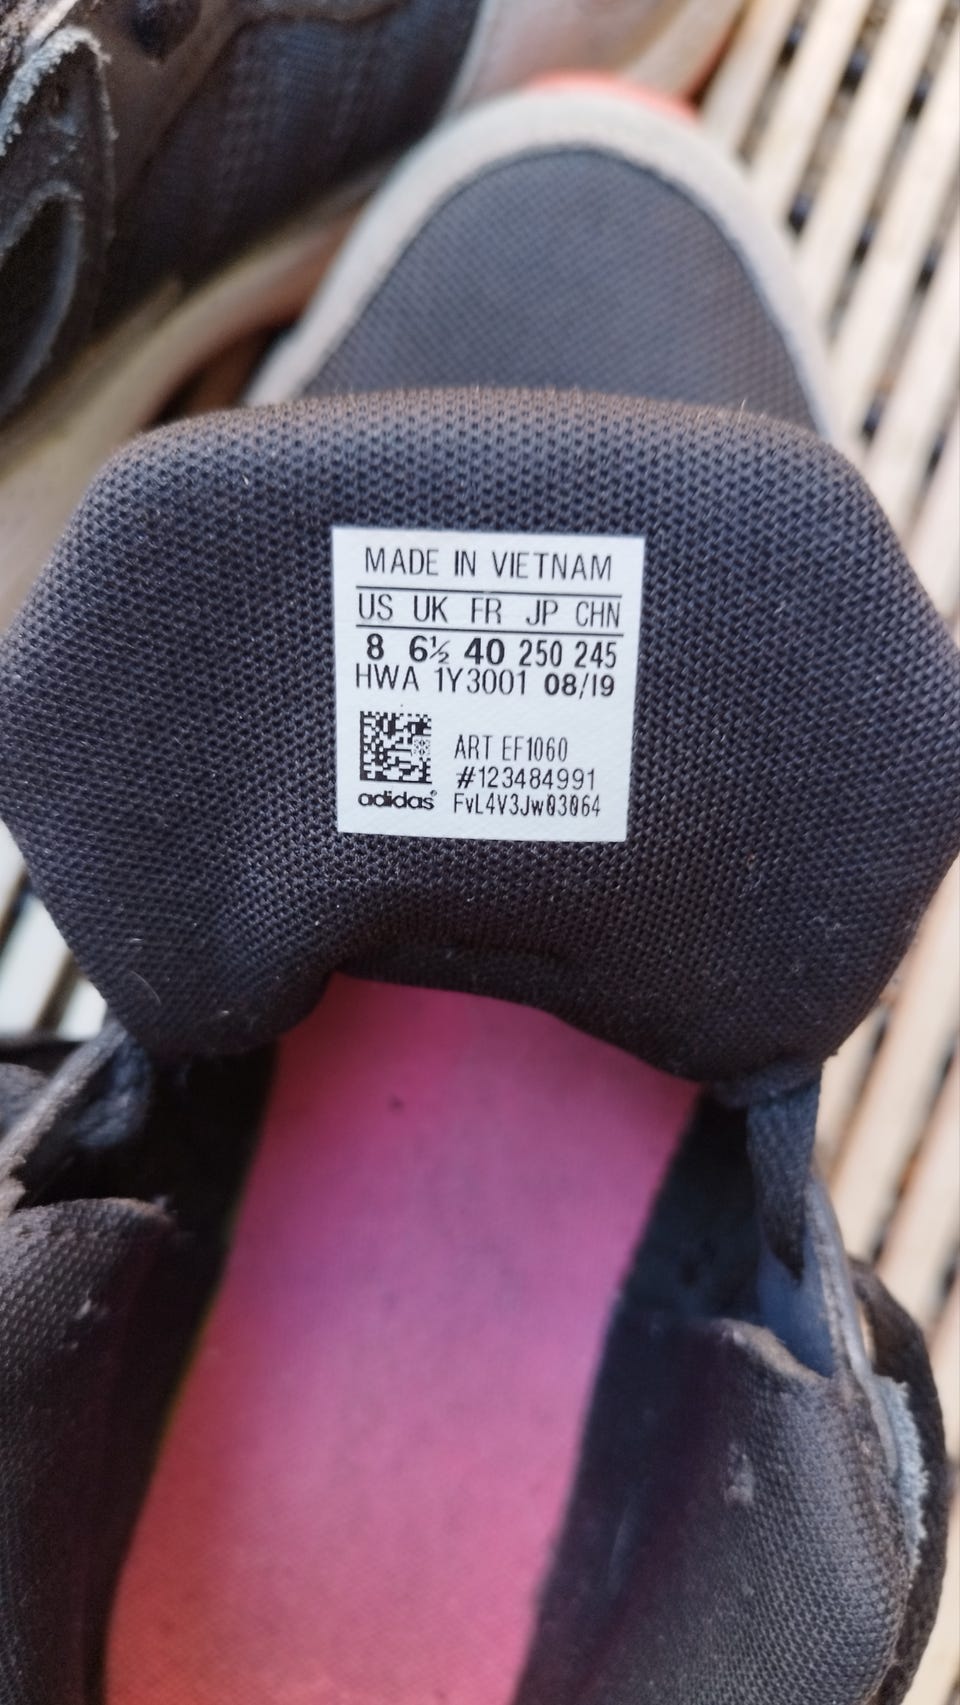 MADE IN VIETNAM
US UK FR JP CHN
8 6½ 40 250 245
HWA 1Y3001 08/19
ART EF1060
#123484991
adidas FvL4V3Jw03064